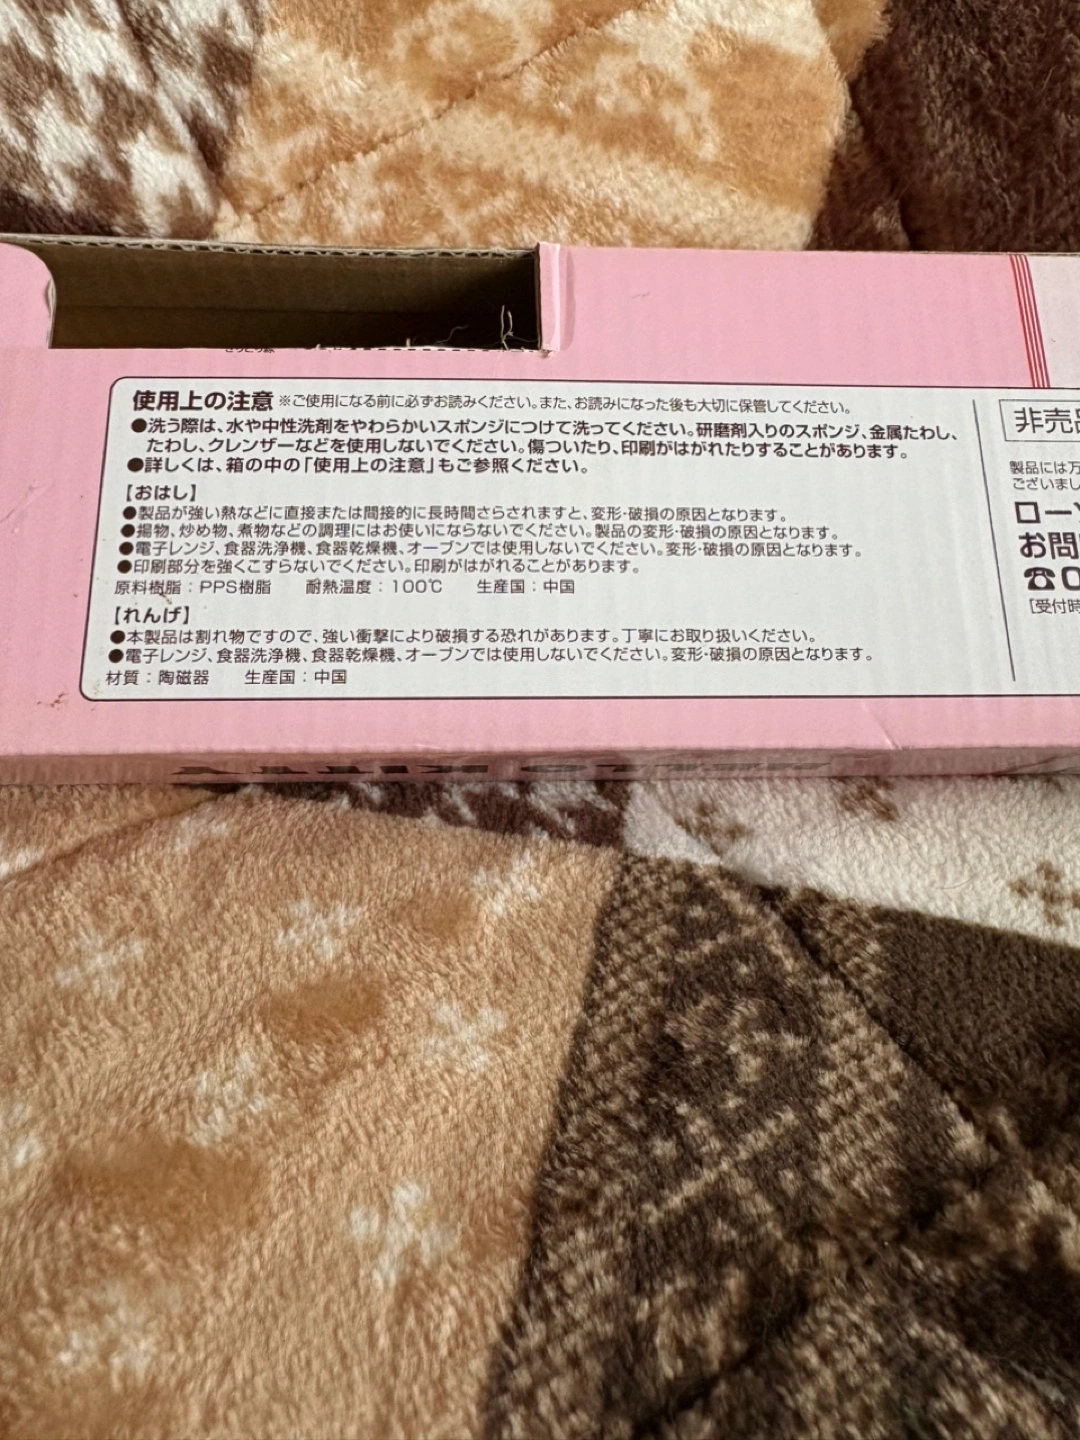 きりとり線
使用上の注意 ※ご使用になる前に必ずお読みください。また、お読みになった後も大切に保管してください。
●洗う際は、水や中性洗剤をやわらかいスポンジにつけて洗ってください。研磨剤入りのスポンジ、金属たわし、
たわし、クレンザーなどを使用しないでください。傷ついたり、印刷がはがれたりすることがあります。
●詳しくは、箱の中の「使用上の注意」もご参照ください。
【おはし】
●製品が強い熱などに直接または間接的に長時間さらされますと、変形・破損の原因となります。
●揚物、炒め物、煮物などの調理にはお使いにならないでください。製品の変形・破損の原因となります。
●電子レンジ、食器洗浄機、食器乾燥機、オーブンでは使用しないでください。変形・破損の原因となります。
●印刷部分を強くこすらないでください。印刷がはがれることがあります。
原料樹脂：PPS樹脂　耐熱温度：100℃　生産国：中国
【れんげ】
●本製品は割れ物ですので、強い衝撃により破損する恐れがあります。丁寧にお取り扱いください。
●電子レンジ、食器洗浄機、食器乾燥機、オーブンでは使用しないでください。変形・破損の原因となります。
材質：陶磁器　生産国：中国
非売品
製品には万
ございまし
ローソ
お問
☎0
[受付時
HELLO KITTY